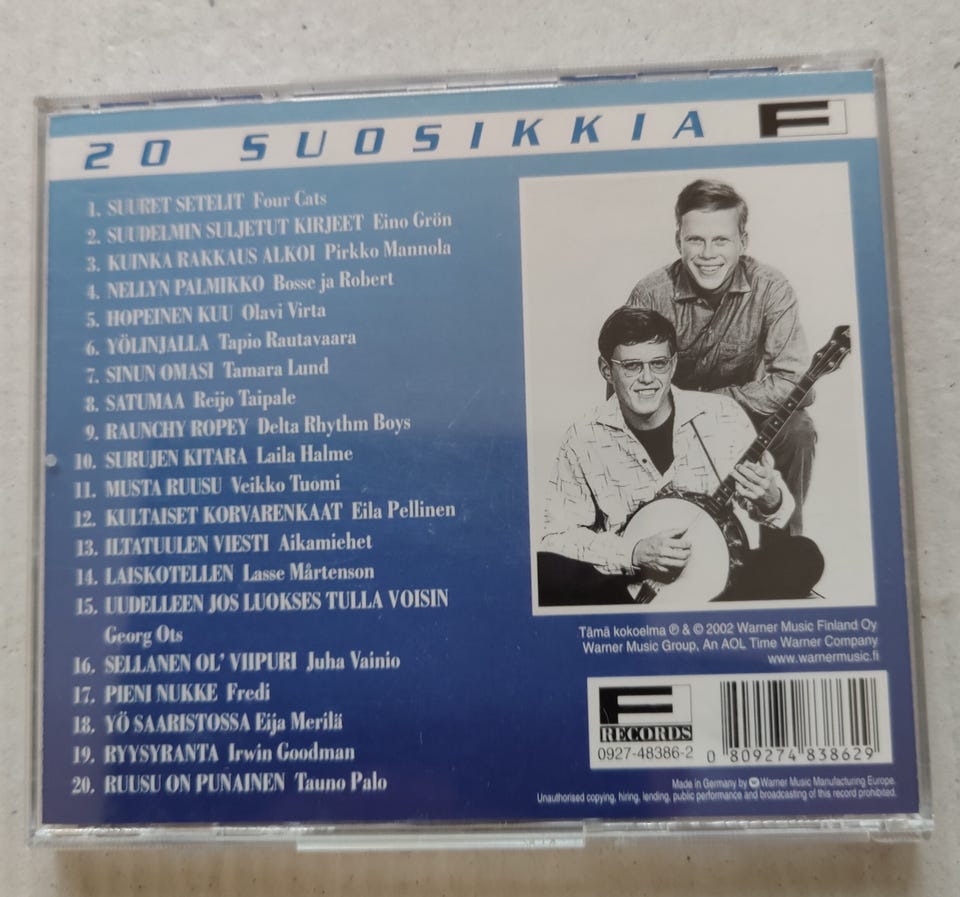 20 SUOSIKKIA F
1. SUURET SETELIT Four Cats
2. SUUDELMIN SULJETUT KIRJEET Eino Grön
3. KUINKA RAKKAUS ALKOI Pirkko Mannola
4. NELLYN PALMIKKO Bosse ja Robert
5. HOPEINEN KUU Olavi Virta
6. YÖLINJALLA Tapio Rautavaara
7. SINUN OMASI Tamara Lund
8. SATUMAA Reijo Taipale
9. RAUNCHY ROPEY Delta Rhythm Boys
10. SURUJEN KITARA Laila Halme
11. MUSTA RUUSU Veikko Tuomi
12. KULTAISET KORVARENKAAT Eila Pellinen
13. ILTATUULEN VIESTI Aikamiehet
14. LAISKOTELLEN Lasse Mårtenson
15. UUDELLEEN JOS LUOKSES TULLA VOISIN
Georg Ots
16. SELLANEN OL' VIIPURI Juha Vainio
17. PIENI NUKKE Fredi
18. YÖ SAARISTOSSA Eija Merilä
19. RYYSYRANTA Irwin Goodman
20. RUUSU ON PUNAINEN Tauno Palo
Tämä kokoelma ℗ & © 2002 Warner Music Finland Oy
Warner Music Group, An AOL Time Warner Company
www.warnermusic.fi
F
RECORDS
0927-48386-2
0 809274 838629
Made in Germany by Warner Music Manufacturing Europe.
Unauthorised copying, hiring, lending, public performance and broadcasting of this record prohibited.